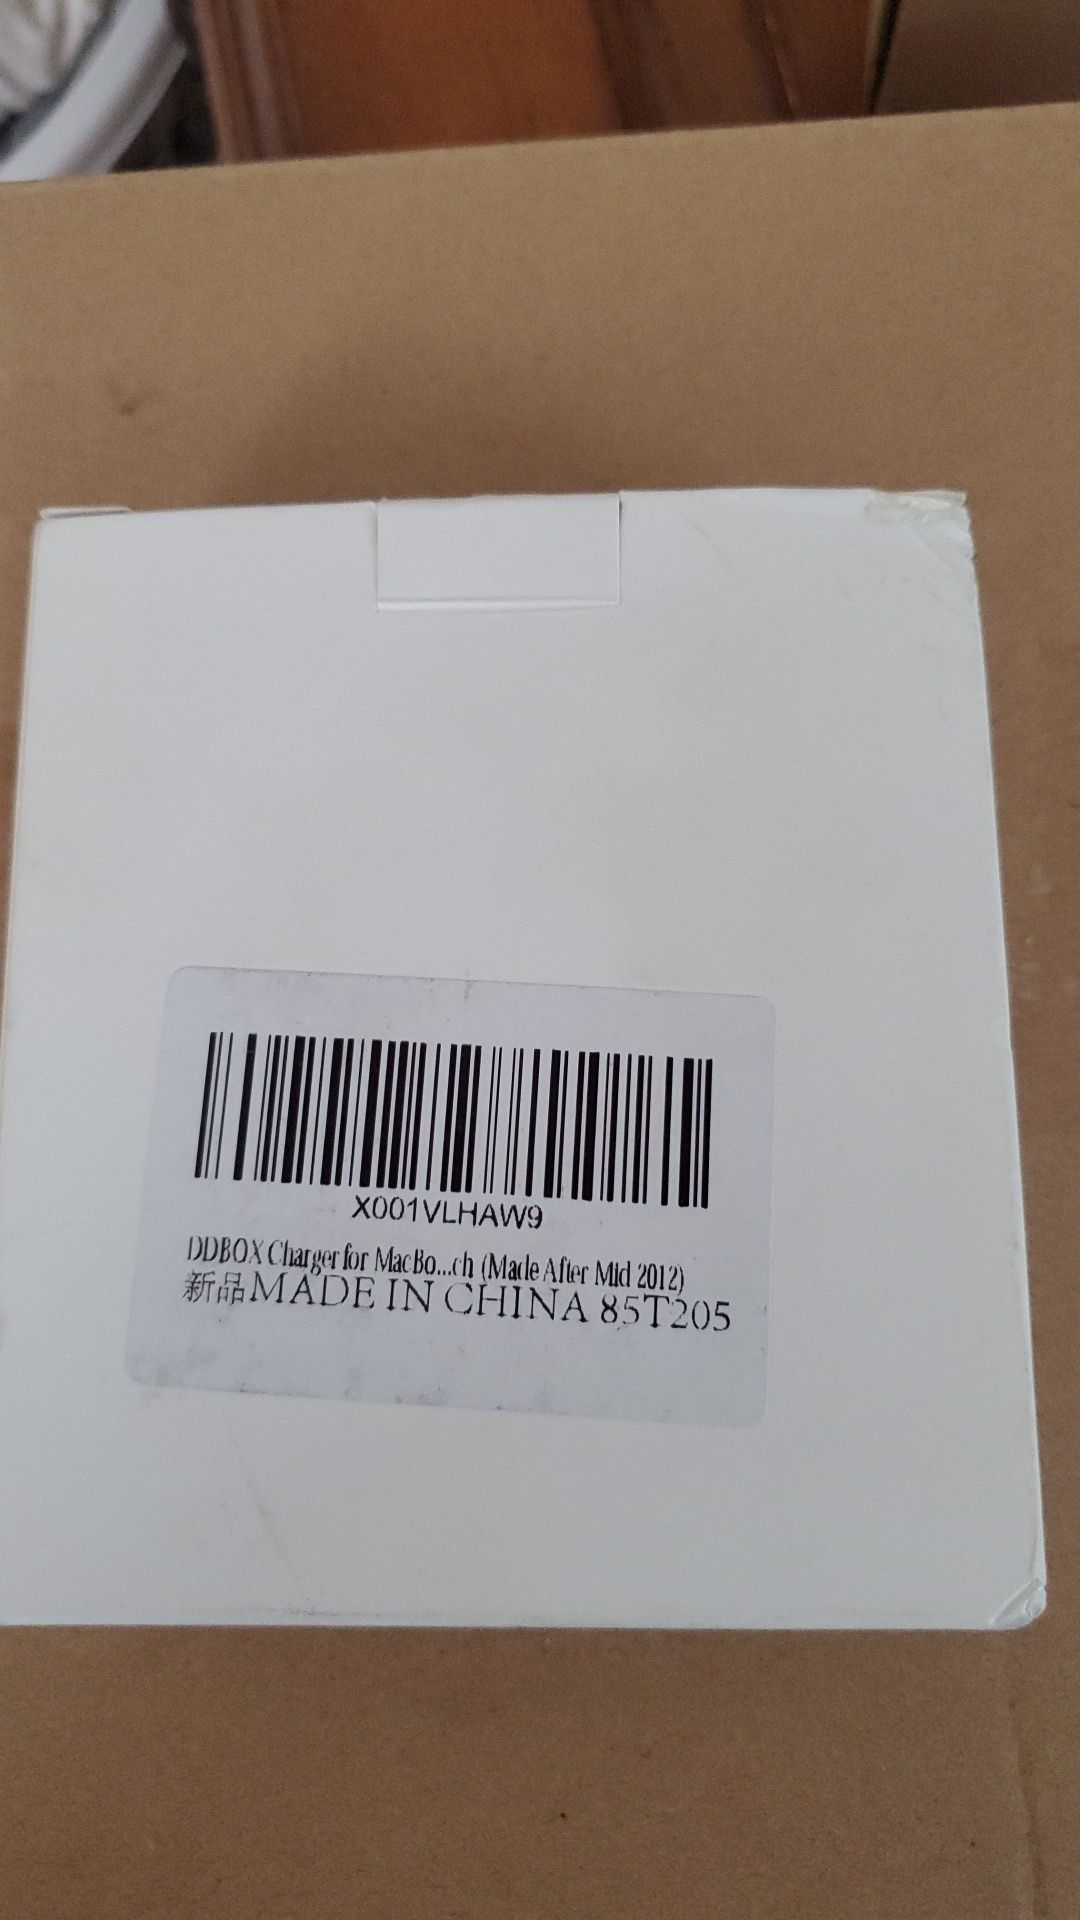 X001VLHAW9
DDBOX Charger for MacBo...ch (Made After Mid 2012)
新品MADE IN CHINA 85T205